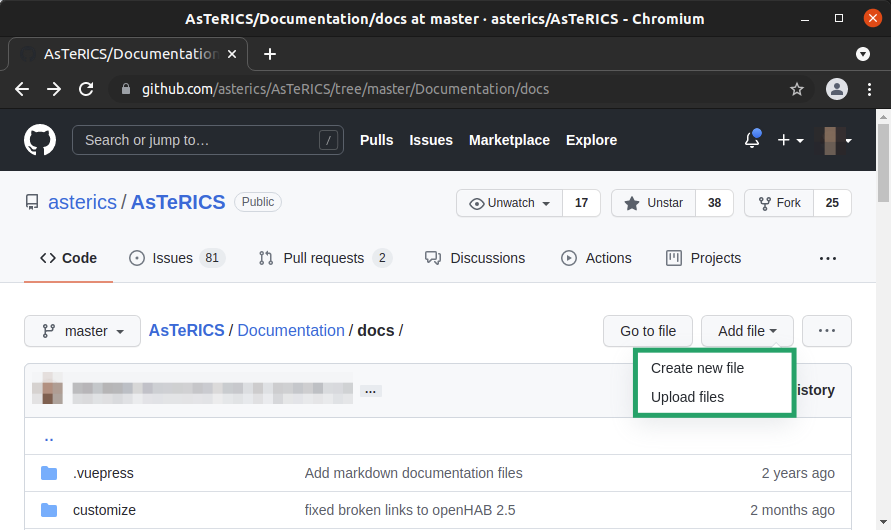 AsTeRICS/Documentation/docs at master · asterics/AsTeRICS - Chromium
AsTeRICS/Documentation
github.com/asterics/AsTeRICS/tree/master/Documentation/docs
Search or jump to… / Pulls Issues Marketplace Explore
asterics / AsTeRICS Public Unwatch 17 Unstar 38 Fork 25
Code Issues 81 Pull requests 2 Discussions Actions Projects ...
master AsTeRICS / Documentation / docs / Go to file Add file ...
Create new file
... istory
Upload files
..
.vuepress Add markdown documentation files 2 years ago
customize fixed broken links to openHAB 2.5 2 months ago